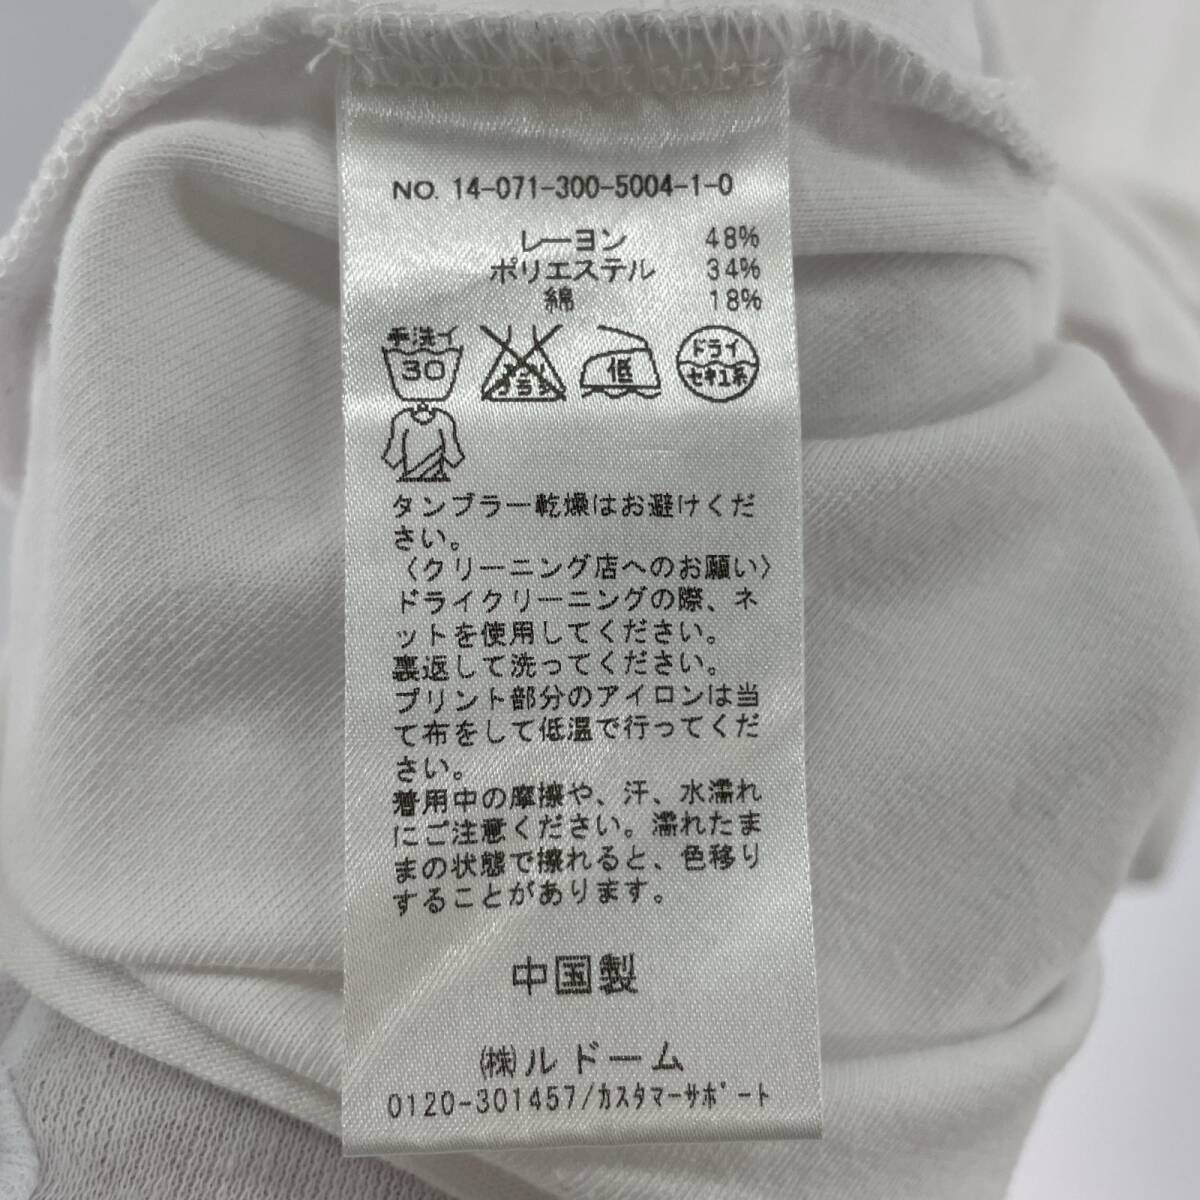 NO. 14-071-300-5004-1-0
レーヨン 48%
ポリエステル 34%
綿 18%
手洗イ
30
低
ドライ
セキユ系
タンブラー乾燥はお避けくだ
さい。
〈クリーニング店へのお願い〉
ドライクリーニングの際、ネ
ットを使用してください。
裏返して洗ってください。
プリント部分のアイロンは当
て布をして低温で行ってくだ
さい。
着用中の摩擦や、汗、水濡れ
にご注意ください。濡れたま
まの状態で擦れると、色移り
することがあります。
中国製
㈱ルドーム
0120-301457/カスタマーサポート